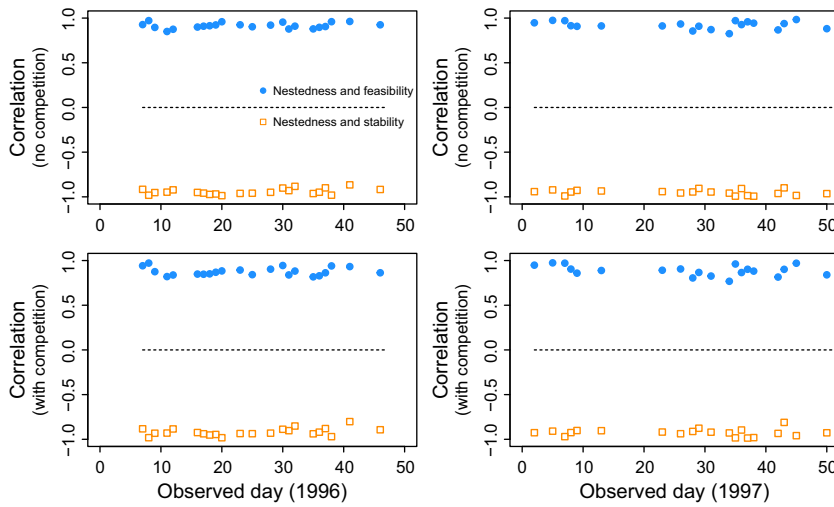 Correlation
(no competition)
1.0
0.5
0.0
−0.5
−1.0
Nestedness and feasibility
Nestedness and stability
0 10 20 30 40 50
Correlation
(no competition)
1.0
0.5
0.0
−0.5
−1.0
0 10 20 30 40 50
Correlation
(with competition)
1.0
0.5
0.0
−0.5
−1.0
0 10 20 30 40 50
Observed day (1996)
Correlation
(with competition)
1.0
0.5
0.0
−0.5
−1.0
0 10 20 30 40 50
Observed day (1997)